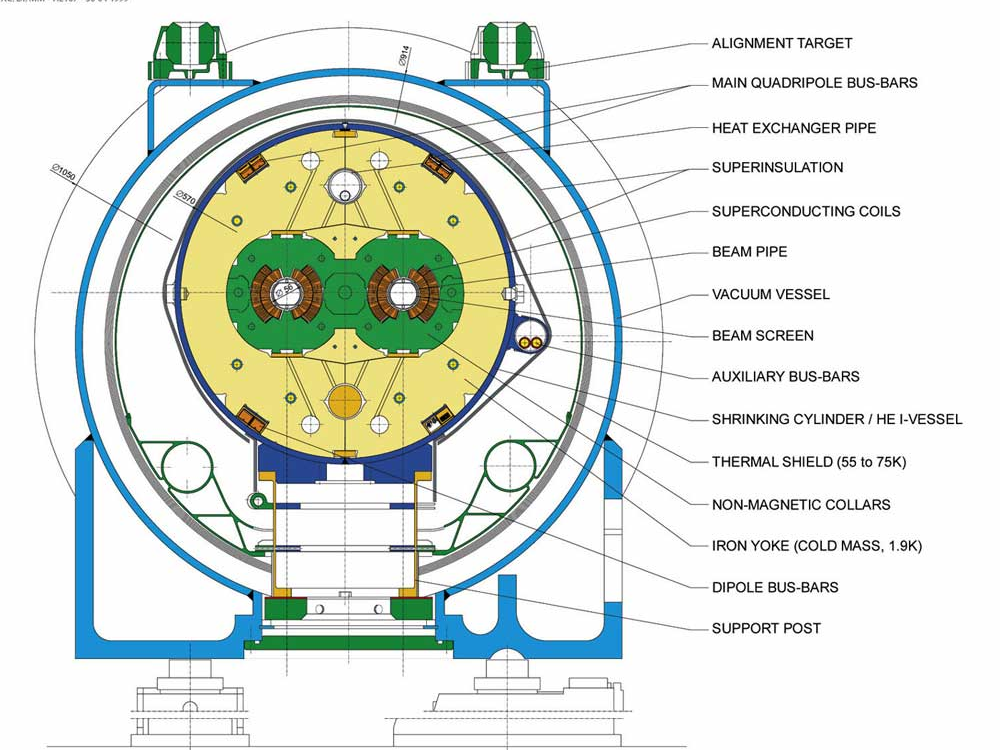 ALIGNMENT TARGET
MAIN QUADRIPOLE BUS-BARS
HEAT EXCHANGER PIPE
SUPERINSULATION
SUPERCONDUCTING COILS
BEAM PIPE
VACUUM VESSEL
BEAM SCREEN
AUXILIARY BUS-BARS
SHRINKING CYLINDER / HE I-VESSEL
THERMAL SHIELD (55 to 75K)
NON-MAGNETIC COLLARS
IRON YOKE (COLD MASS, 1.9K)
DIPOLE BUS-BARS
SUPPORT POST
∅914
∅1050
∅570
∅ 56